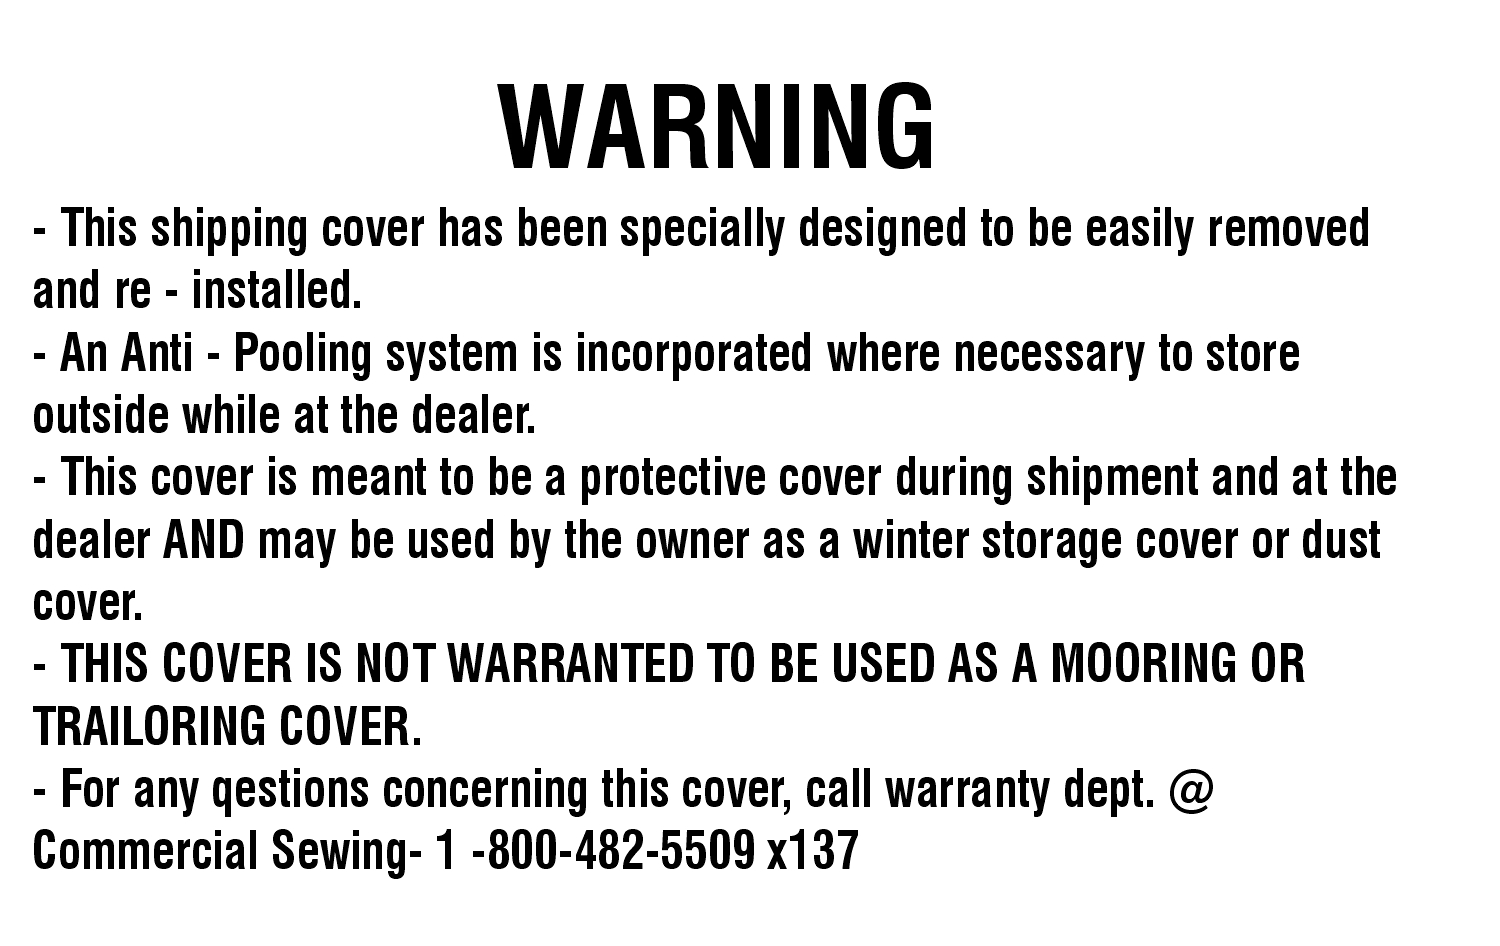 WARNING
- This shipping cover has been specially designed to be easily removed
and re - installed.
- An Anti - Pooling system is incorporated where necessary to store
outside while at the dealer.
- This cover is meant to be a protective cover during shipment and at the
dealer AND may be used by the owner as a winter storage cover or dust
cover.
- THIS COVER IS NOT WARRANTED TO BE USED AS A MOORING OR
TRAILORING COVER.
- For any qestions concerning this cover, call warranty dept. @
Commercial Sewing- 1 -800-482-5509 x137